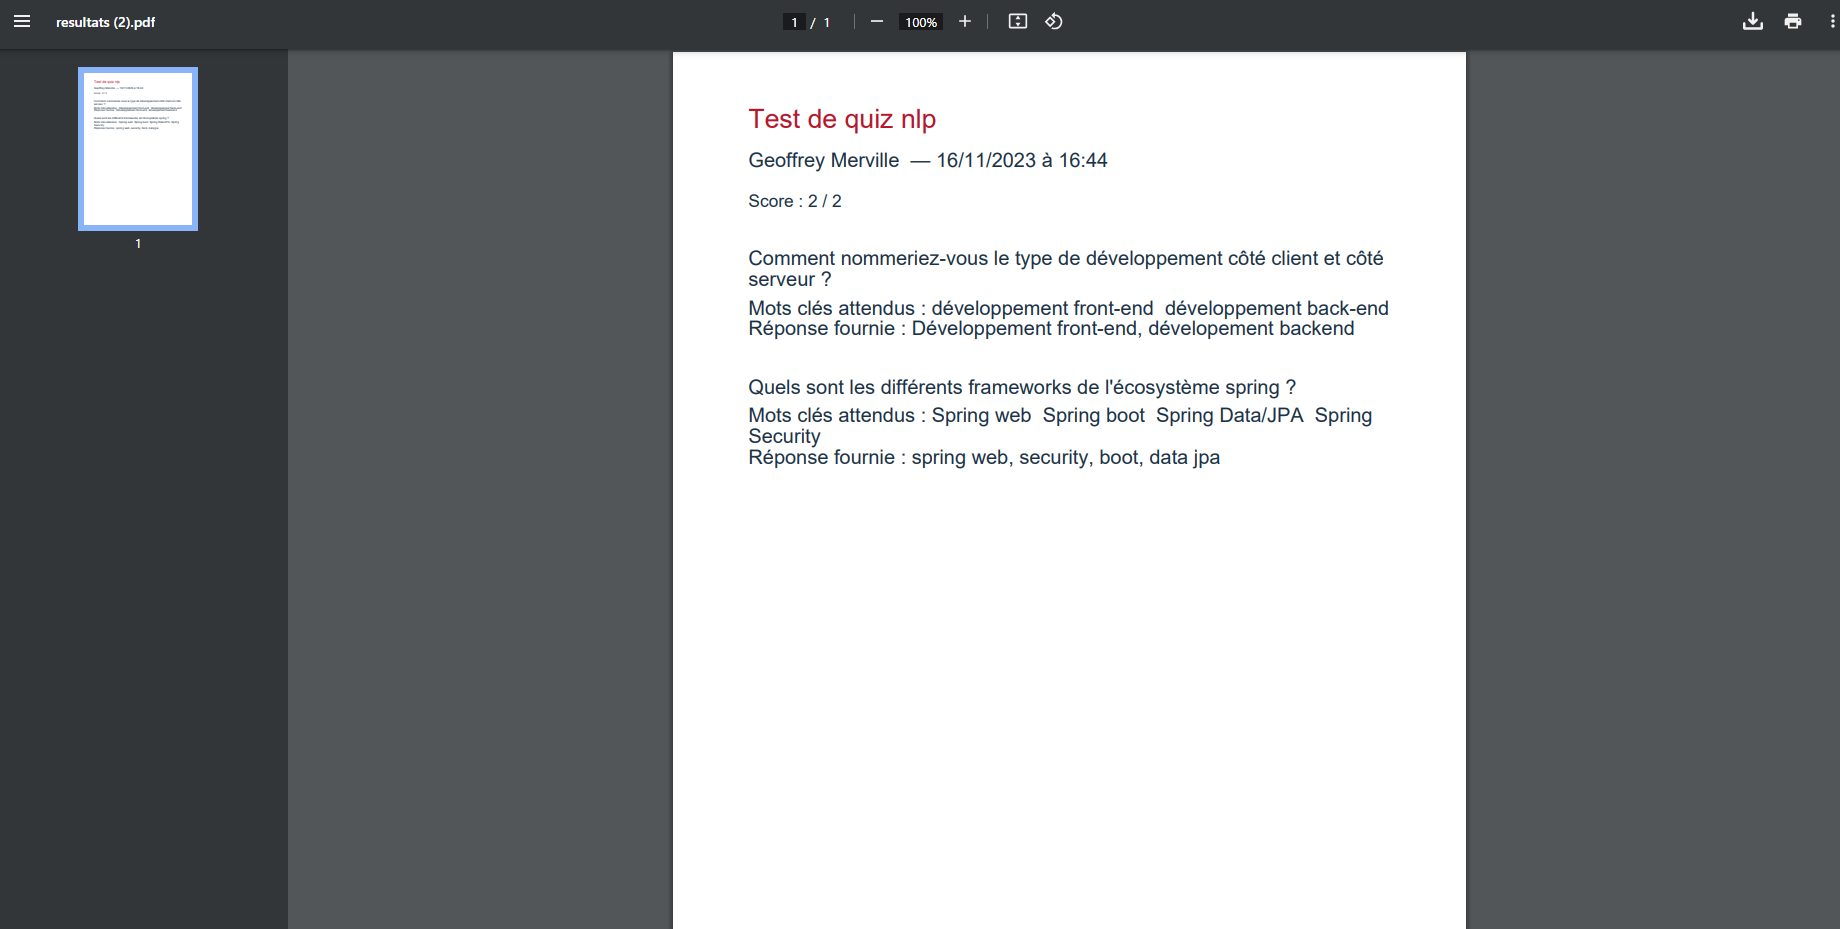 resultats (2).pdf
1 / 1
100%
Test de quiz nlp
Geoffrey Merville — 16/11/2023 à 16:44
Score : 2 / 2
Comment nommeriez-vous le type de développement côté client et côté
serveur ?
Mots clés attendus : développement front-end développement back-end
Réponse fournie : Développement front-end, dévelopement backend
Quels sont les différents frameworks de l'écosystème spring ?
Mots clés attendus : Spring web Spring boot Spring Data/JPA Spring
Security
Réponse fournie : spring web, security, boot, data jpa
1